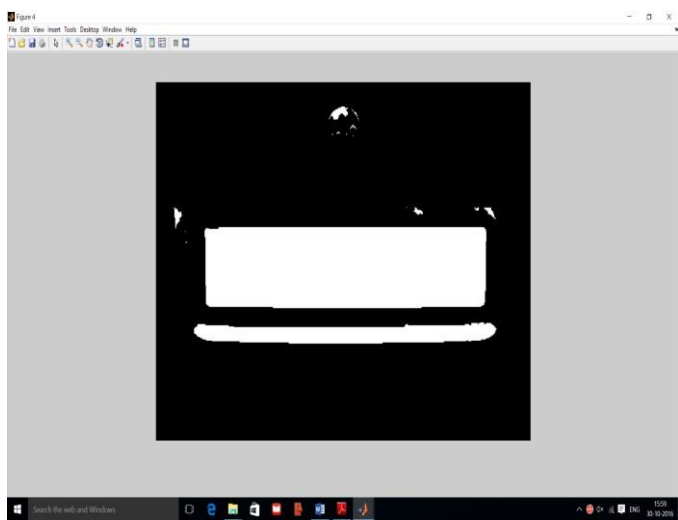 Figure 4
File Edit View Insert Tools Desktop Window Help
Search the web and Windows
ENG
15:59
30-10-2016